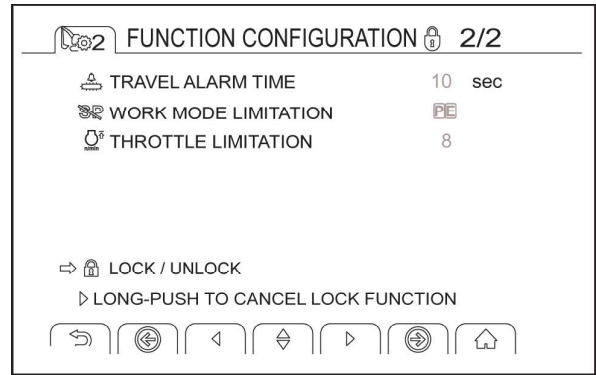 2 FUNCTION CONFIGURATION 2/2
TRAVEL ALARM TIME 10 sec
WORK MODE LIMITATION PE
n/min THROTTLE LIMITATION 8
LOCK / UNLOCK
LONG-PUSH TO CANCEL LOCK FUNCTION